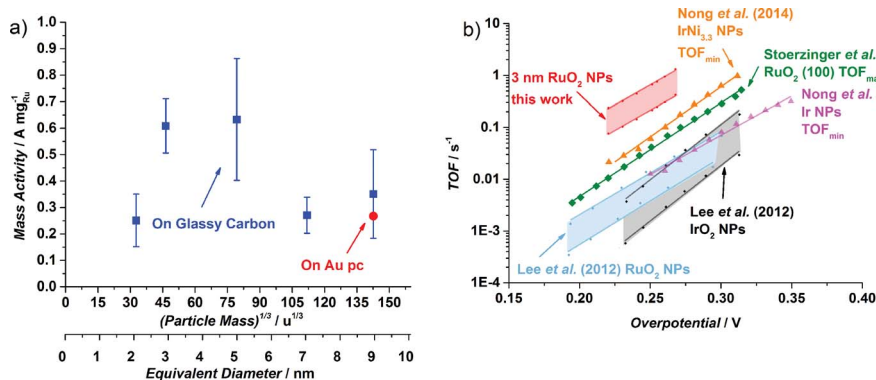 a)
Mass Activity / A mg⁻¹Ru
1.0
0.9
0.8
0.7
0.6
0.5
0.4
0.3
0.2
0.1
0.0
On Glassy Carbon
On Au pc
0 15 30 45 60 75 90 105 120 135 150
(Particle Mass)^1/3 / u^1/3
0 1 2 3 4 5 6 7 8 9 10
Equivalent Diameter / nm
b)
TOF / s⁻¹
10
1
0.1
0.01
1E-3
1E-4
Nong et al. (2014)
IrNi3.3 NPs
TOFmin
3 nm RuO2 NPs
this work
Stoerzinger et al.
RuO2 (100) TOFma
Nong et al.
Ir NPs
TOFmin
Lee et al. (2012)
IrO2 NPs
Lee et al. (2012) RuO2 NPs
0.15 0.20 0.25 0.30 0.35 0.40
Overpotential / V